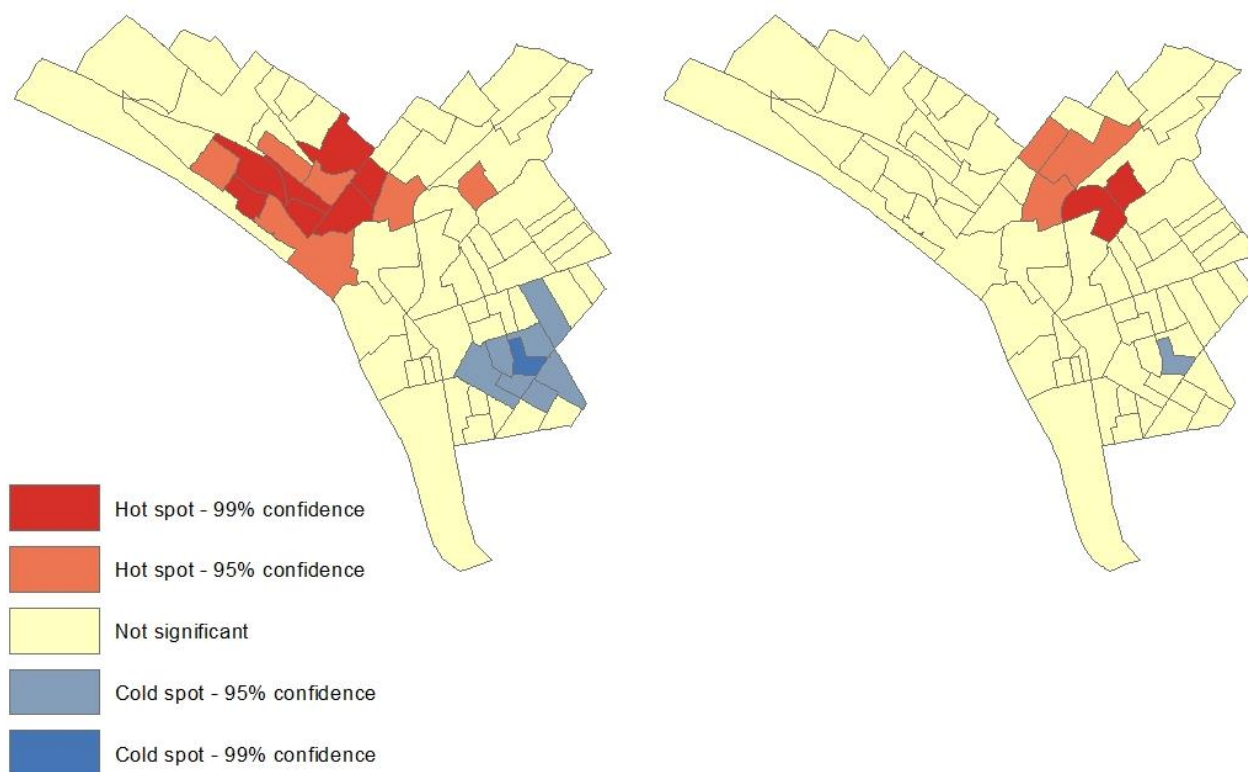 Hot spot - 99% confidence
Hot spot - 95% confidence
Not significant
Cold spot - 95% confidence
Cold spot - 99% confidence